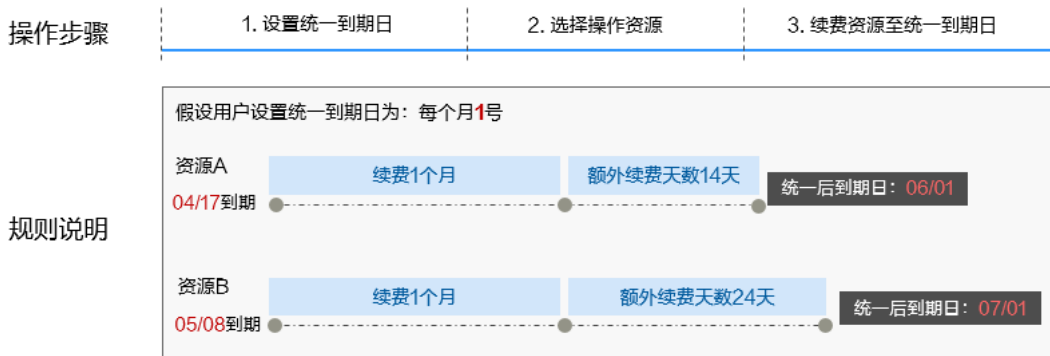 操作步骤
1. 设置统一到期日
2. 选择操作资源
3. 续费资源至统一到期日
规则说明
假设用户设置统一到期日为：每个月1号
资源A
04/17到期
续费1个月
额外续费天数14天
统一后到期日：06/01
资源B
05/08到期
续费1个月
额外续费天数24天
统一后到期日：07/01